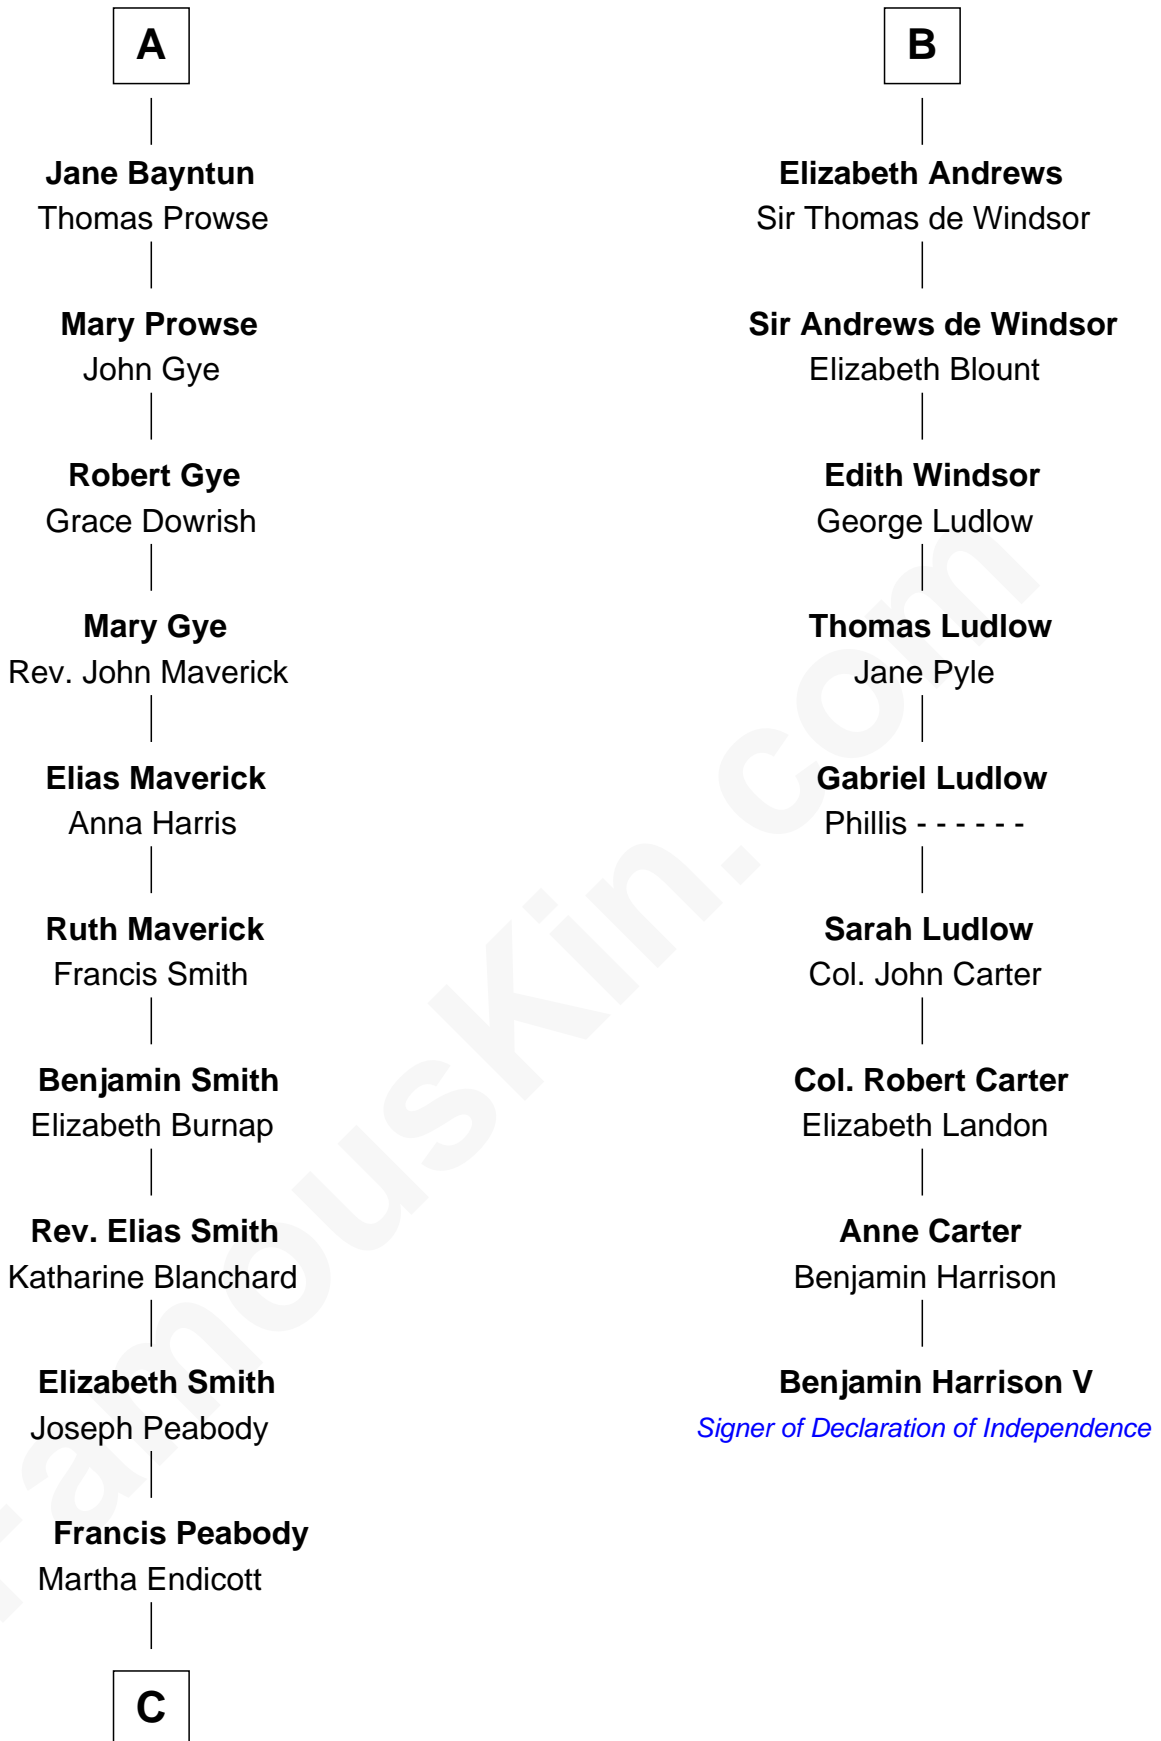 A
Jane Bayntun
Thomas Prowse
Mary Prowse
John Gye
Robert Gye
Grace Dowrish
Mary Gye
Rev. John Maverick
Elias Maverick
Anna Harris
Ruth Maverick
Francis Smith
Benjamin Smith
Elizabeth Burnap
Rev. Elias Smith
Katharine Blanchard
Elizabeth Smith
Joseph Peabody
Francis Peabody
Martha Endicott
C
B
Elizabeth Andrews
Sir Thomas de Windsor
Sir Andrews de Windsor
Elizabeth Blount
Edith Windsor
George Ludlow
Thomas Ludlow
Jane Pyle
Gabriel Ludlow
Phillis - - - - - -
Sarah Ludlow
Col. John Carter
Col. Robert Carter
Elizabeth Landon
Anne Carter
Benjamin Harrison
Benjamin Harrison V
Signer of Declaration of Independence
FamousKin.com